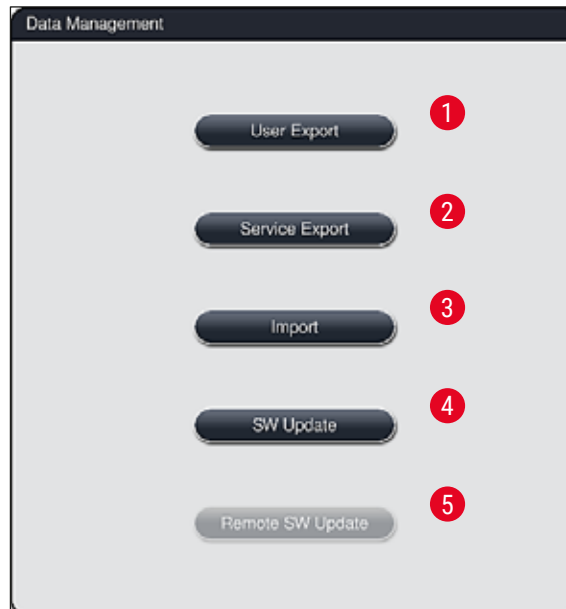 Data Management
User Export
1
Service Export
2
Import
3
SW Update
4
Remote SW Update
5